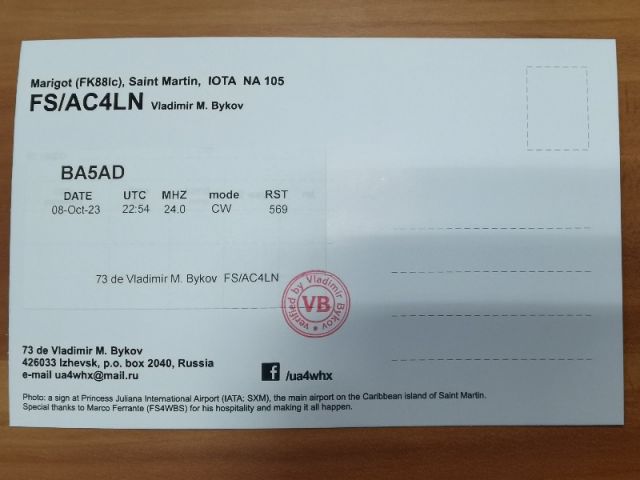 Marigot (FK88lc), Saint Martin, IOTA NA 105
FS/AC4LN Vladimir M. Bykov
BA5AD
DATE UTC MHZ mode RST
08-Oct-23 22:54 24.0 CW 569
73 de Vladimir M. Bykov FS/AC4LN
verified by Vladimir Bykov
VB
73 de Vladimir M. Bykov
426033 Izhevsk, p.o. box 2040, Russia
e-mail ua4whx@mail.ru
f /ua4whx
Photo: a sign at Princess Juliana International Airport (IATA: SXM), the main airport on the Caribbean island of Saint Martin.
Special thanks to Marco Ferrante (FS4WBS) for his hospitality and making it all happen.